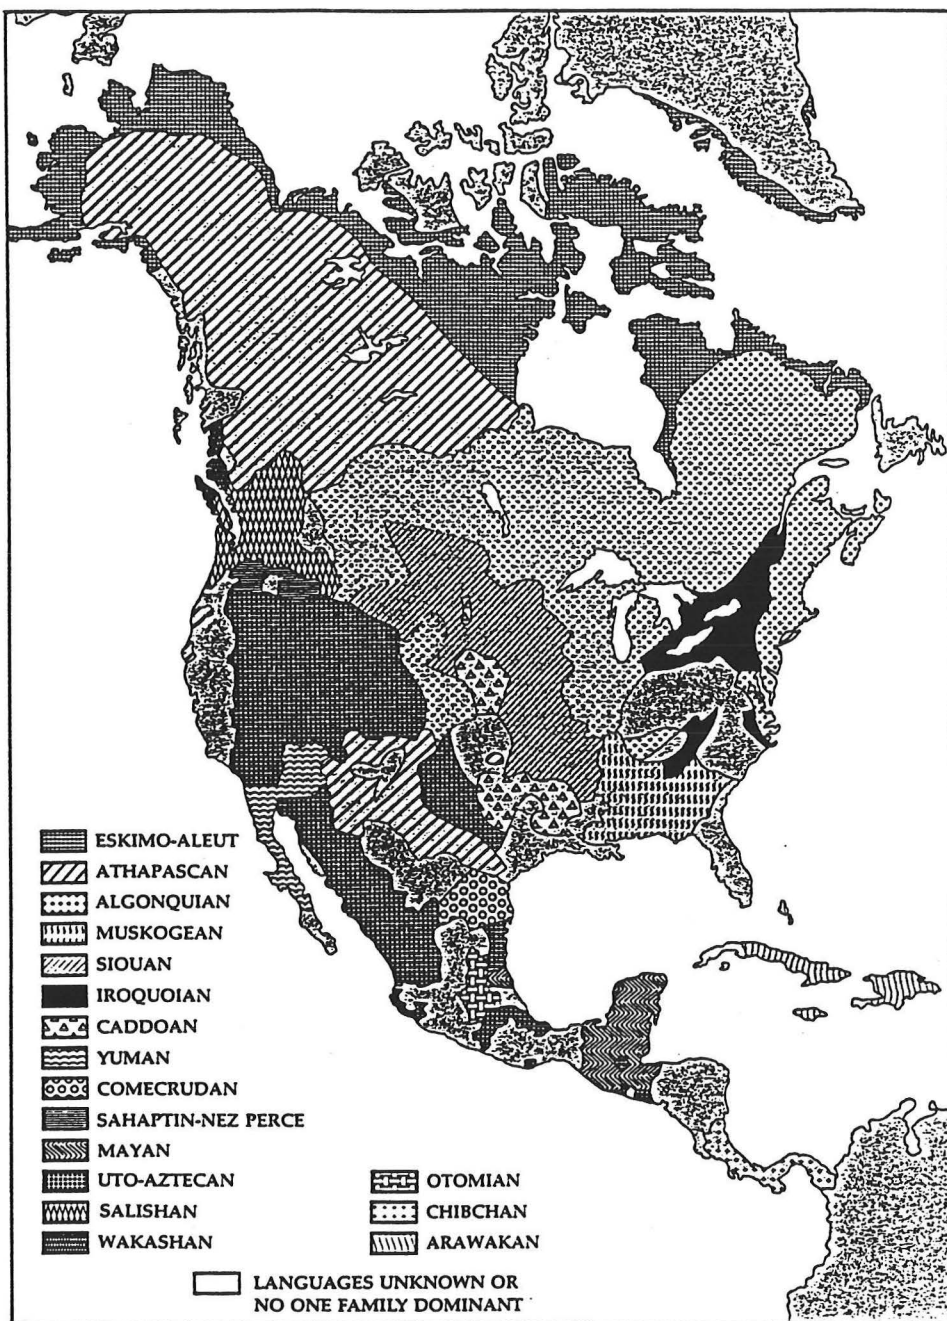 ESKIMO-ALEUT
ATHAPASCAN
ALGONQUIAN
MUSKOGEAN
SIOUAN
IROQUOIAN
CADDOAN
YUMAN
COMECRUDAN
SAHAPTIN-NEZ PERCE
MAYAN
UTO-AZTECAN
SALISHAN
WAKASHAN
OTOMIAN
CHIBCHAN
ARAWAKAN
LANGUAGES UNKNOWN OR
NO ONE FAMILY DOMINANT